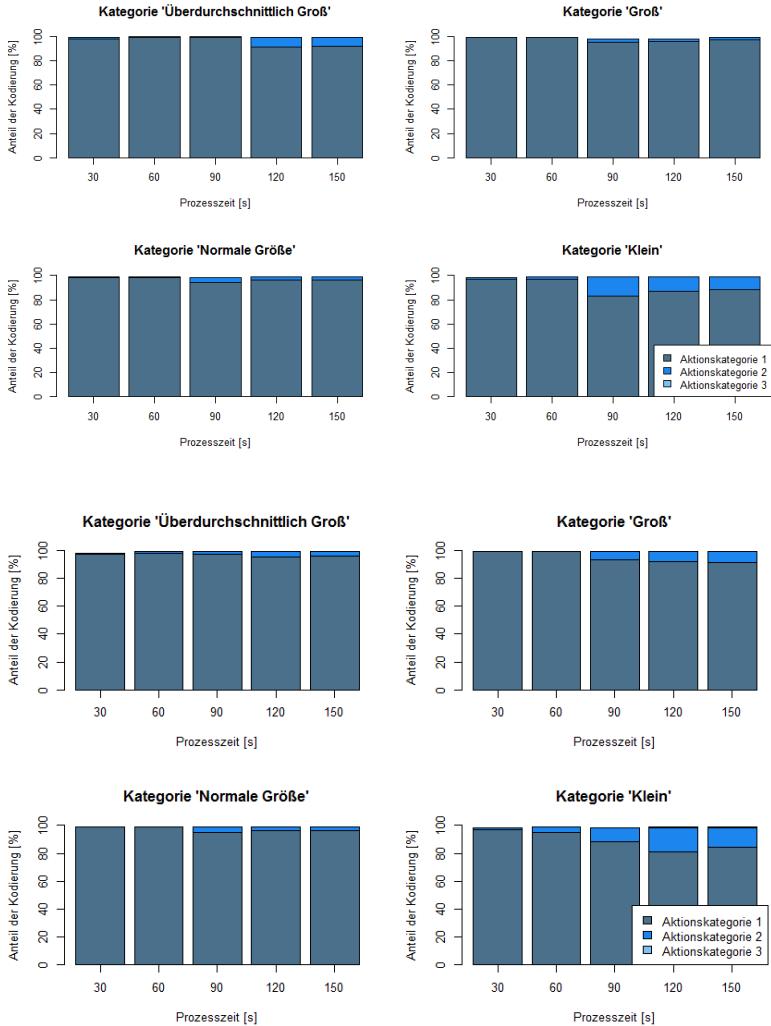 Kategorie 'Überdurchschnittlich Groß'
Anteil der Kodierung [%]
100
80
60
40
20
0
30 60 90 120 150
Prozesszeit [s]
Kategorie 'Groß'
Anteil der Kodierung [%]
100
80
60
40
20
0
30 60 90 120 150
Prozesszeit [s]
Kategorie 'Normale Größe'
Anteil der Kodierung [%]
100
80
60
40
20
0
30 60 90 120 150
Prozesszeit [s]
Kategorie 'Klein'
Anteil der Kodierung [%]
100
80
60
40
20
0
Aktionskategorie 1
Aktionskategorie 2
Aktionskategorie 3
30 60 90 120 150
Prozesszeit [s]
Kategorie 'Überdurchschnittlich Groß'
Anteil der Kodierung [%]
100
80
60
40
20
0
30 60 90 120 150
Prozesszeit [s]
Kategorie 'Groß'
Anteil der Kodierung [%]
100
80
60
40
20
0
30 60 90 120 150
Prozesszeit [s]
Kategorie 'Normale Größe'
Anteil der Kodierung [%]
100
80
60
40
20
0
30 60 90 120 150
Prozesszeit [s]
Kategorie 'Klein'
Anteil der Kodierung [%]
100
80
60
40
20
0
Aktionskategorie 1
Aktionskategorie 2
Aktionskategorie 3
30 60 90 120 150
Prozesszeit [s]